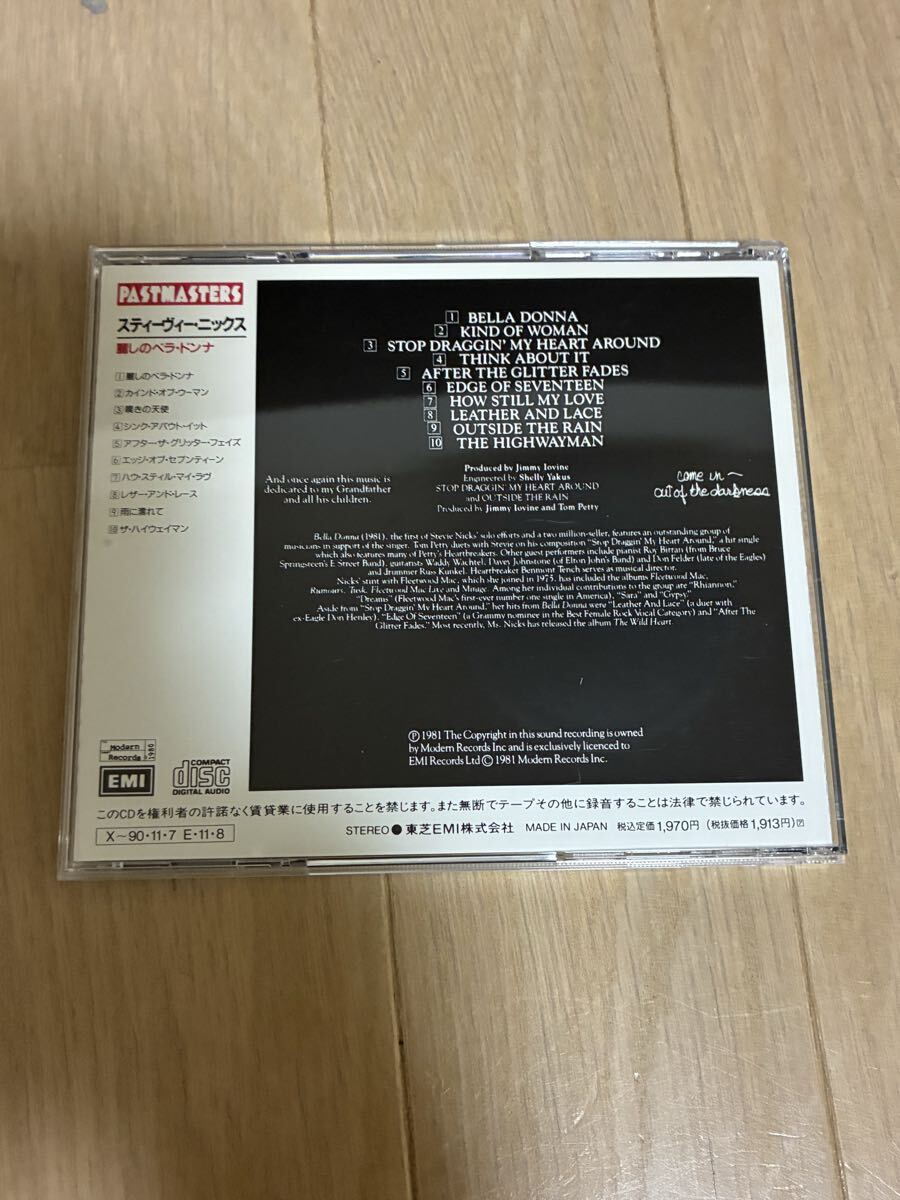 PASTMASTERS
スティーヴィー・ニックス
麗しのベラ・ドンナ
1 麗しのベラ・ドンナ
2 カインド・オブ・ウーマン
3 嘆きの天使
4 シンク・アバウト・イット
5 アフター・ザ・グリッター・フェイズ
6 エッジ・オブ・セブンティーン
7 ハウ・スティル・マイ・ラヴ
8 レザー・アンド・レース
9 雨に濡れて
10 ザ・ハイウェイマン
1 BELLA DONNA
2 KIND OF WOMAN
3 STOP DRAGGIN' MY HEART AROUND
4 THINK ABOUT IT
5 AFTER THE GLITTER FADES
6 EDGE OF SEVENTEEN
7 HOW STILL MY LOVE
8 LEATHER AND LACE
9 OUTSIDE THE RAIN
10 THE HIGHWAYMAN
And once again this music is
dedicated to my Grandfather
and all his children.
Produced by Jimmy Iovine
Engineered by Shelly Yakus
STOP DRAGGIN' MY HEART AROUND
and OUTSIDE THE RAIN
Produced by Jimmy Iovine and Tom Petty
come in~
out of the darkness
Bella Donna (1981), the first of Stevie Nicks' solo efforts and a two million-seller, features an outstanding group of
musicians in support of the singer. Tom Petty duets with Stevie on his composition "Stop Draggin' My Heart Around," a hit single
which also features many of Petty's Heartbreakers. Other guest performers include pianist Roy Bittan (from Bruce
Springsteen's E Street Band), guitarists Waddy Wachtel, Davey Johnstone (of Elton John's Band) and Don Felder (late of the Eagles)
and drummer Russ Kunkel. Heartbreaker Benmont Tench serves as musical director.
Nicks' stint with Fleetwood Mac, which she joined in 1975, has included the albums Fleetwood Mac,
Rumours, Tusk, Fleetwood Mac Live and Mirage. Among her individual contributions to the group are "Rhiannon,"
"Dreams" (Fleetwood Mac's first-ever number one single in America), "Sara" and "Gypsy."
Aside from "Stop Draggin' My Heart Around," her hits from Bella Donna were "Leather And Lace" (a duet with
ex-Eagle Don Henley), "Edge Of Seventeen" (a Grammy nominee in the Best Female Rock Vocal Category) and "After The
Glitter Fades." Most recently, Ms. Nicks has released the album The Wild Heart.
Ⓟ 1981 The Copyright in this sound recording is owned
by Modern Records Inc and is exclusively licenced to
EMI Records Ltd © 1981 Modern Records Inc.
Modern
Records
1980
EMI
COMPACT
disc
DIGITAL AUDIO
このCDを権利者の許諾なく賃貸業に使用することを禁じます。また無断でテープその他に録音することは法律で禁じられています。
X〜90・11・7 E・11・8
STEREO ● 東芝EMI株式会社 MADE IN JAPAN 税込定価1,970円(税抜価格1,913円)